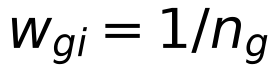 w_{gi} = 1/n_g